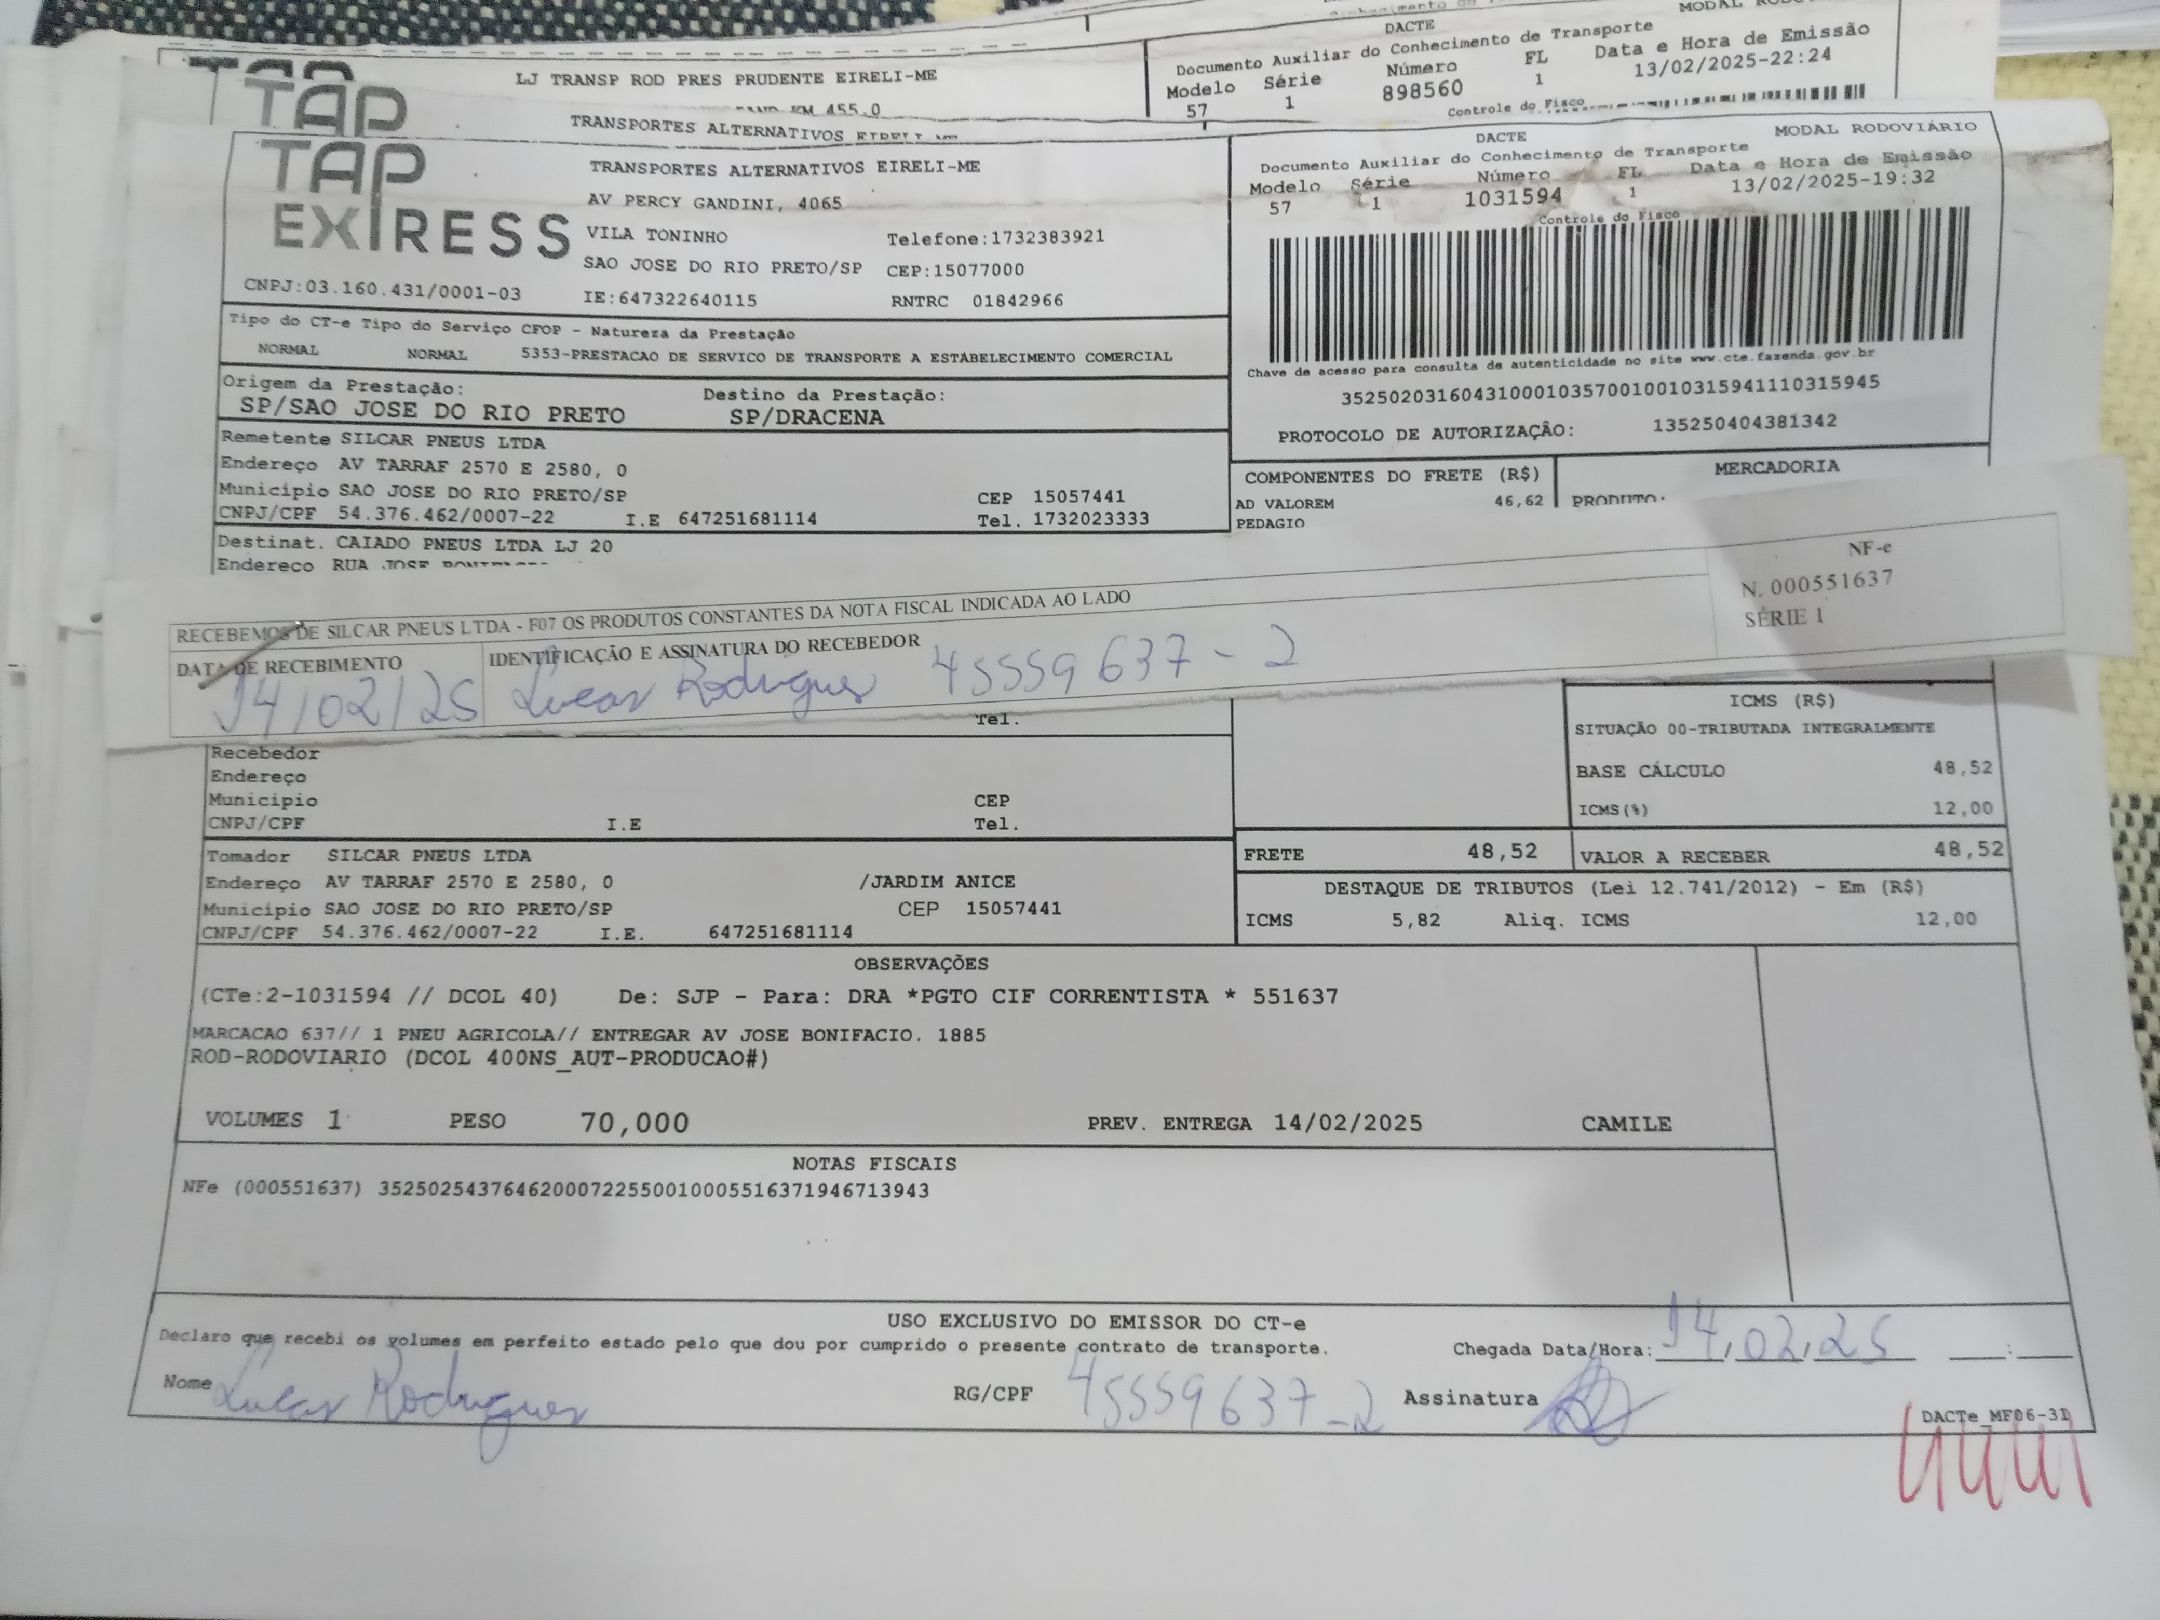 DACTE
LJ TRANSP ROD PRES PRUDENTE EIRELI-ME
Documento Auxiliar do Conhecimento de Transporte
Modelo Série Número FL Data e Hora de Emissão
57 1 898560 1 13/02/2025-22:24
Controle do Fisco
TAP
KM 455,0
TRANSPORTES ALTERNATIVOS
TAP
EXPRESS
TRANSPORTES ALTERNATIVOS EIRELI-ME
AV PERCY GANDINI, 4065
VILA TONINHO Telefone:1732383921
SAO JOSE DO RIO PRETO/SP CEP:15077000
CNPJ:03.160.431/0001-03 IE:647322640115 RNTRC 01842966
DACTE MODAL RODOVIÁRIO
Documento Auxiliar do Conhecimento de Transporte
Modelo Série Número FL Data e Hora de Emissão
57 1 1031594 1 13/02/2025-19:32
Controle do Fisco
Chave de acesso para consulta de autenticidade no site www.cte.fazenda.gov.br
35250203160431000103570010010315941110315945
PROTOCOLO DE AUTORIZAÇÃO: 135250404381342
Tipo do CT-e Tipo do Serviço CFOP - Natureza da Prestação
NORMAL NORMAL 5353-PRESTACAO DE SERVICO DE TRANSPORTE A ESTABELECIMENTO COMERCIAL
Origem da Prestação: Destino da Prestação:
SP/SAO JOSE DO RIO PRETO SP/DRACENA
Remetente SILCAR PNEUS LTDA
Endereço AV TARRAF 2570 E 2580, 0
Município SAO JOSE DO RIO PRETO/SP CEP 15057441
CNPJ/CPF 54.376.462/0007-22 I.E 647251681114 Tel. 1732023333
COMPONENTES DO FRETE (R$) MERCADORIA
AD VALOREM 46,62 PRODUTO:
PEDAGIO
Destinat. CAIADO PNEUS LTDA LJ 20
Endereço RUA JOSE
RECEBEMOS DE SILCAR PNEUS LTDA - F07 OS PRODUTOS CONSTANTES DA NOTA FISCAL INDICADA AO LADO
NF-e
N. 000551637
SÉRIE 1
DATA DE RECEBIMENTO IDENTIFICAÇÃO E ASSINATURA DO RECEBEDOR
14/02/25 Lucas Rodrigues 45559637-2
Tel.
Recebedor
Endereço
Município CEP
CNPJ/CPF I.E Tel.
ICMS (R$)
SITUAÇÃO 00-TRIBUTADA INTEGRALMENTE
BASE CÁLCULO 48,52
ICMS(%) 12,00
Tomador SILCAR PNEUS LTDA
Endereço AV TARRAF 2570 E 2580, 0 /JARDIM ANICE
Município SAO JOSE DO RIO PRETO/SP CEP 15057441
CNPJ/CPF 54.376.462/0007-22 I.E. 647251681114
FRETE 48,52 VALOR A RECEBER 48,52
DESTAQUE DE TRIBUTOS (Lei 12.741/2012) - Em (R$)
ICMS 5,82 Aliq. ICMS 12,00
OBSERVAÇÕES
(CTe:2-1031594 // DCOL 40) De: SJP - Para: DRA *PGTO CIF CORRENTISTA * 551637
MARCACAO 637// 1 PNEU AGRICOLA// ENTREGAR AV JOSE BONIFACIO. 1885
ROD-RODOVIARIO (DCOL 400NS_AUT-PRODUCAO#)
VOLUMES 1 PESO 70,000 PREV. ENTREGA 14/02/2025 CAMILE
NOTAS FISCAIS
NFe (000551637) 35250254376462000722550010005516371946713943
USO EXCLUSIVO DO EMISSOR DO CT-e
Declaro que recebi os volumes em perfeito estado pelo que dou por cumprido o presente contrato de transporte. Chegada Data/Hora: 14/02/25 :
Nome Lucas Rodrigues RG/CPF 45559637-2 Assinatura
DACTe_MF06-3D